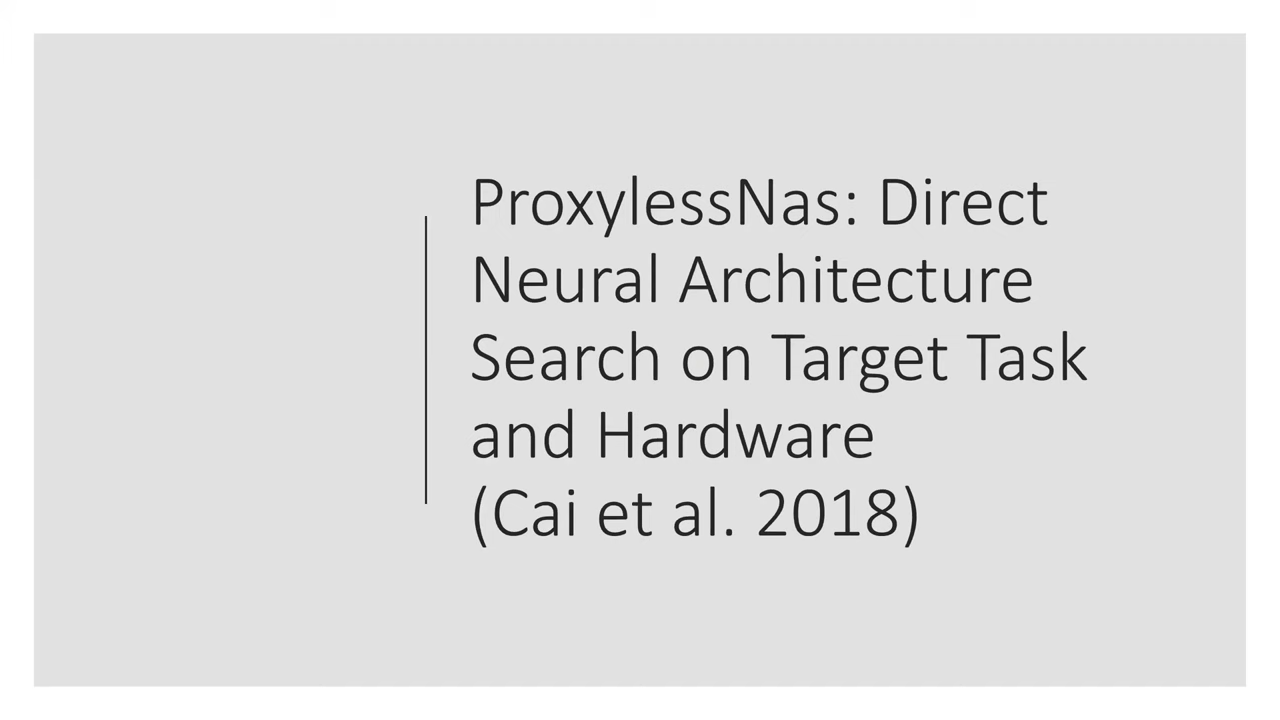 ProxylessNas: Direct
Neural Architecture
Search on Target Task
and Hardware
(Cai et al. 2018)